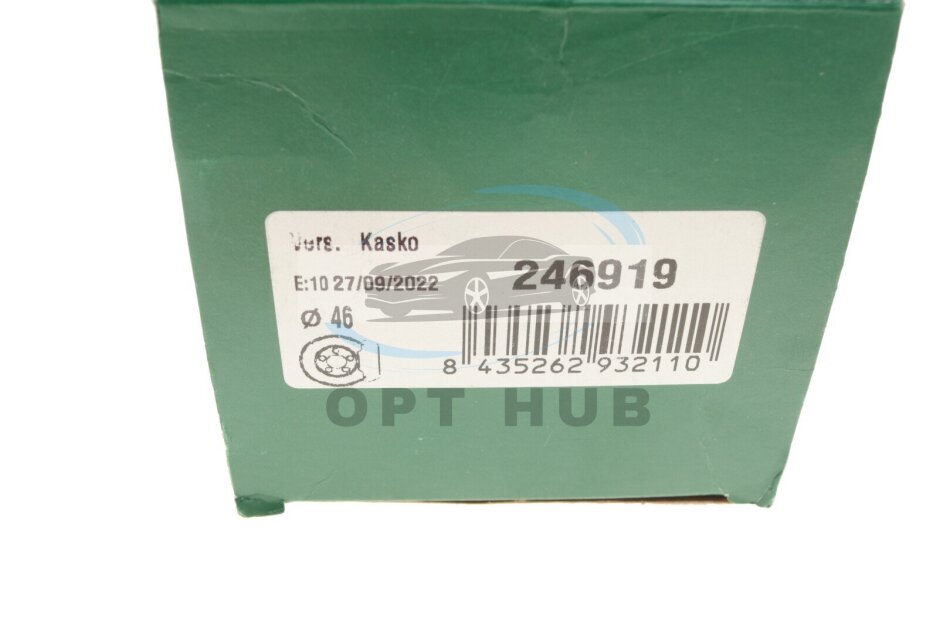 Vers. Kasko
E:10 27/09/2022
246919
Ø 46
8 435262 932110
OPT HUB